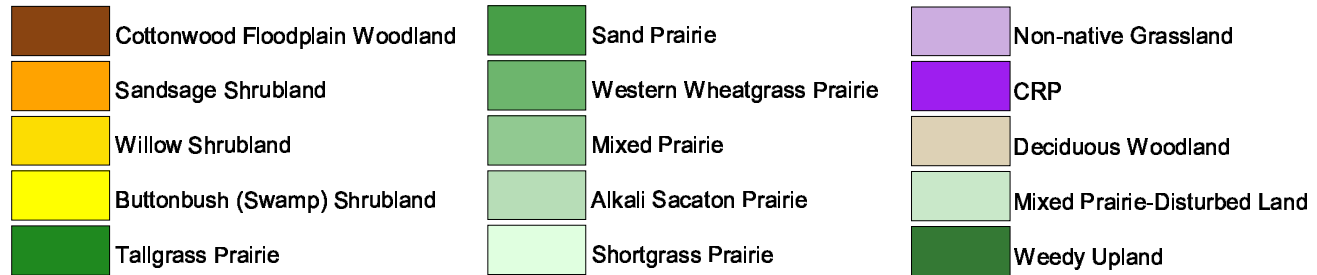 Cottonwood Floodplain Woodland
Sandsage Shrubland
Willow Shrubland
Buttonbush (Swamp) Shrubland
Tallgrass Prairie
Sand Prairie
Western Wheatgrass Prairie
Mixed Prairie
Alkali Sacaton Prairie
Shortgrass Prairie
Non-native Grassland
CRP
Deciduous Woodland
Mixed Prairie-Disturbed Land
Weedy Upland